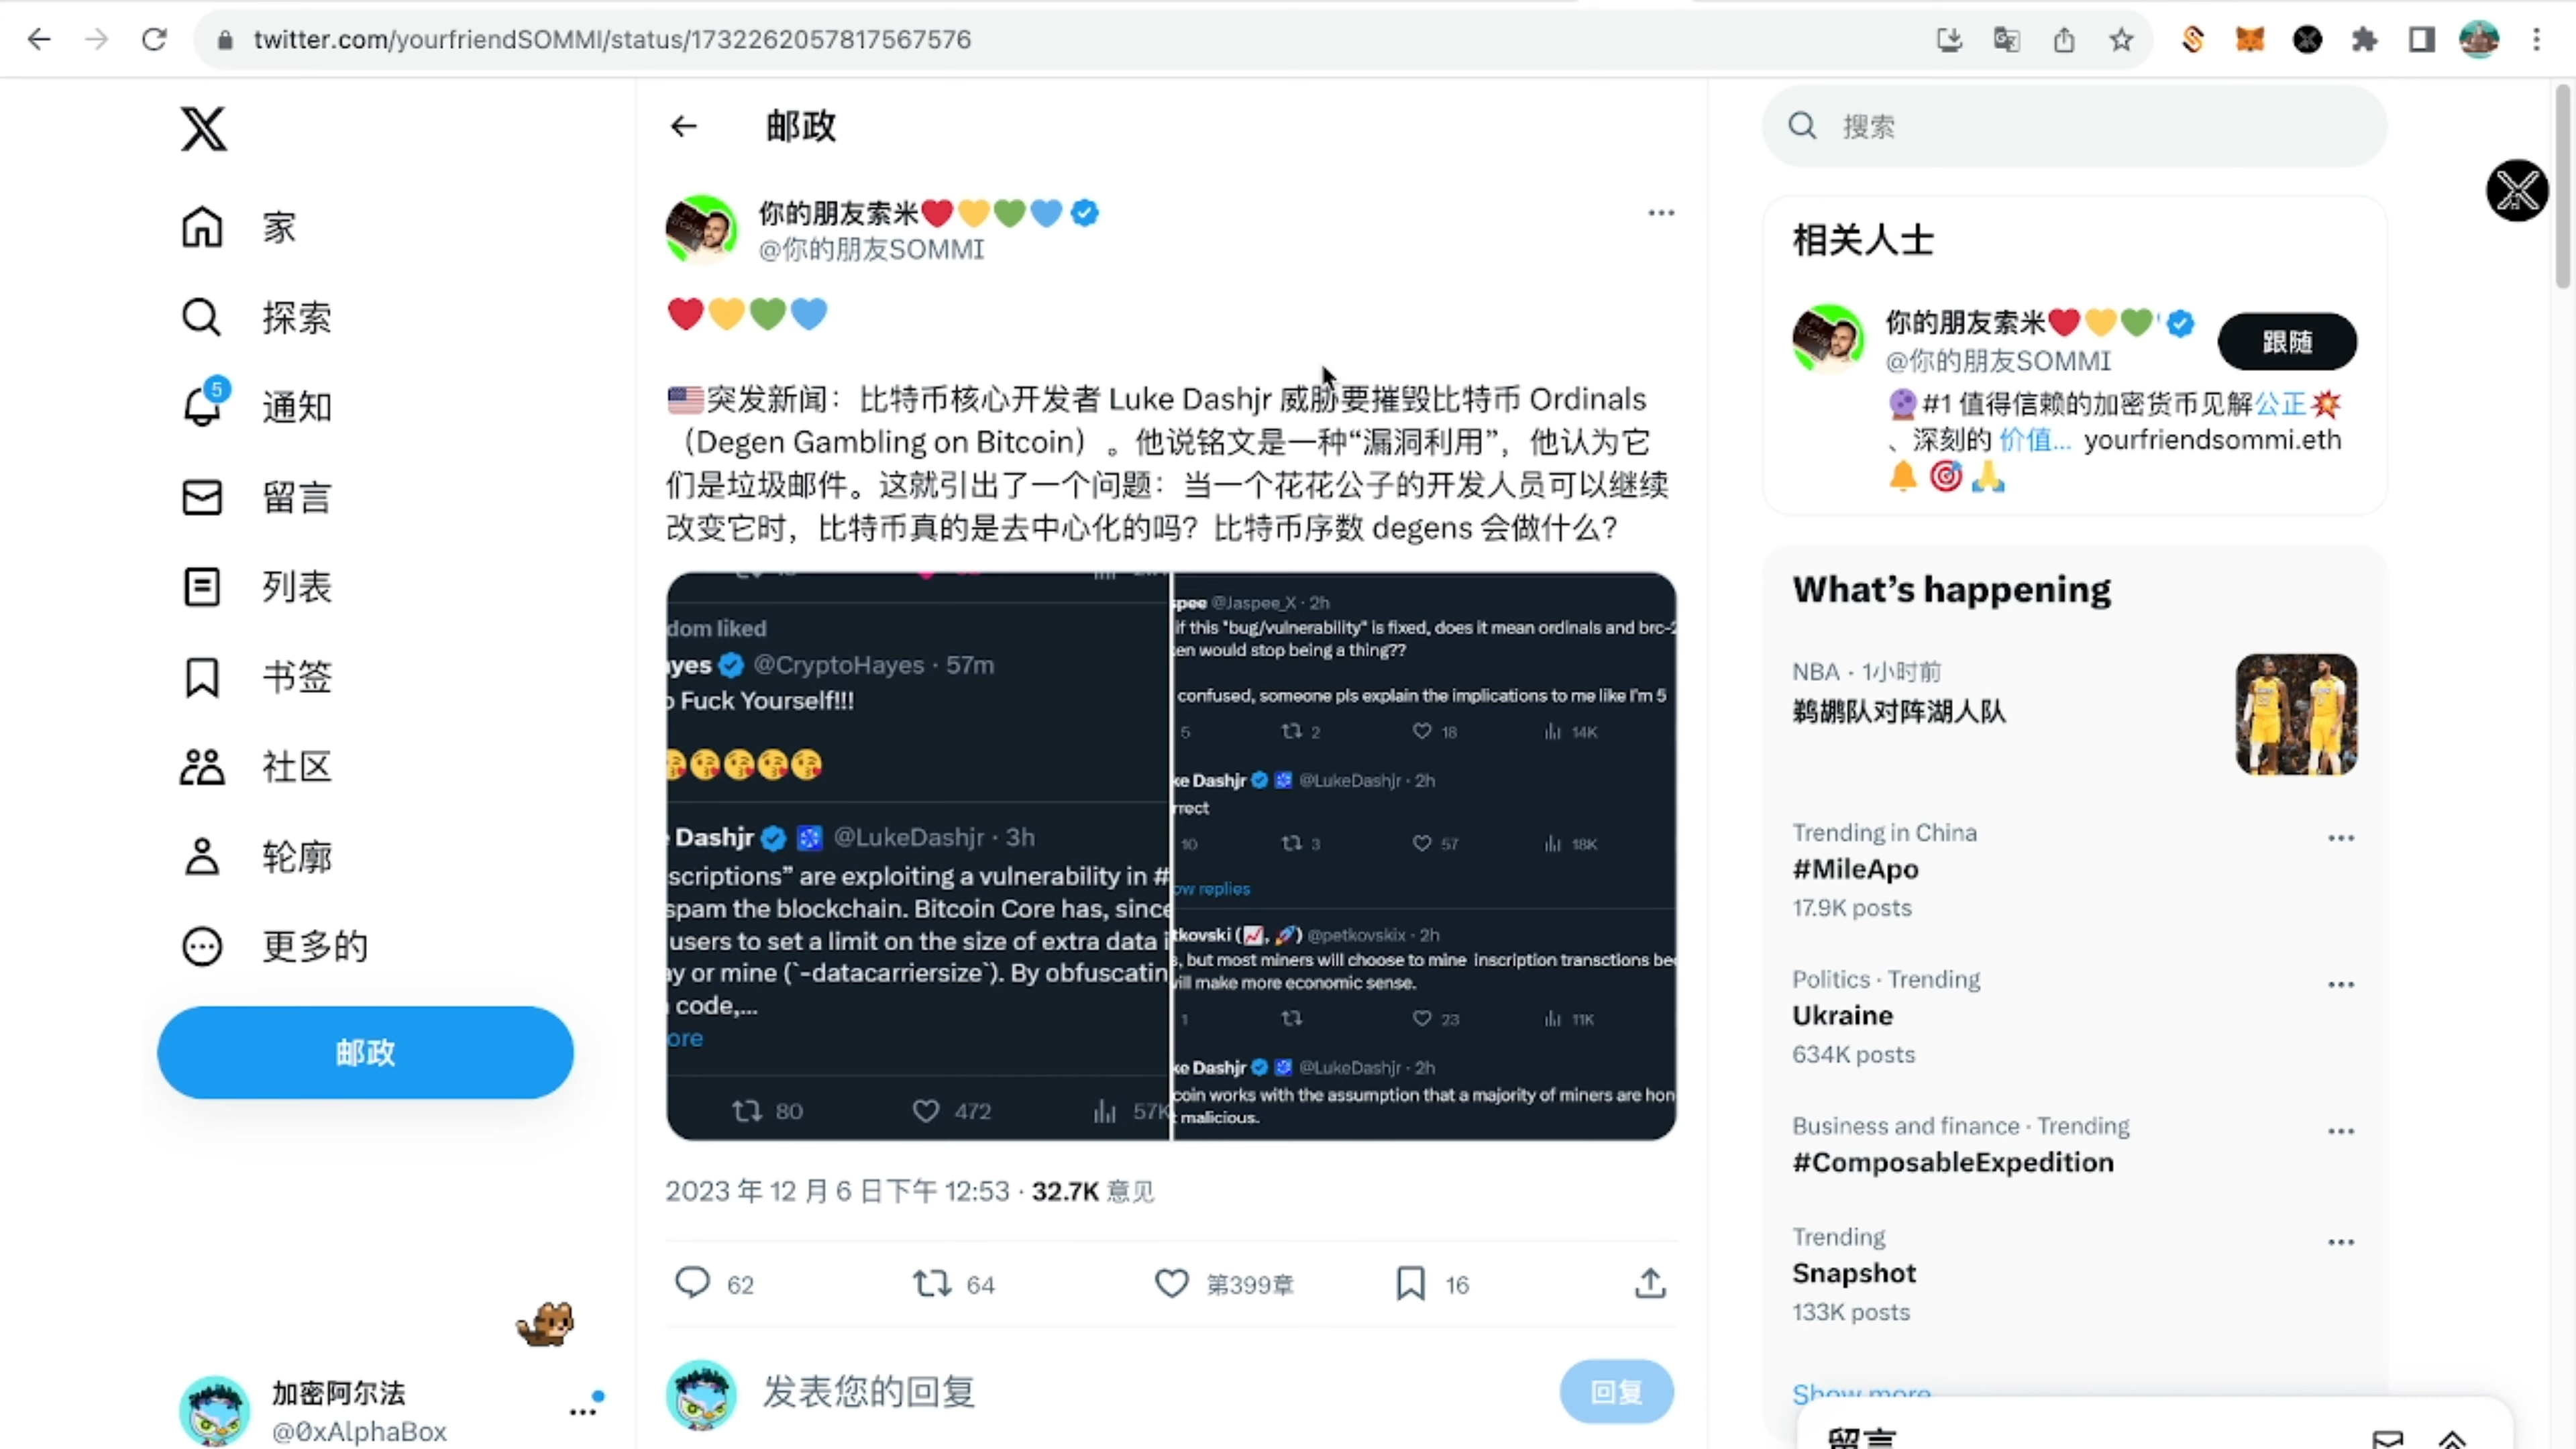 twitter.com/yourfriendSOMMI/status/1732262057817567576
家
探索
5
通知
留言
列表
书签
社区
轮廓
更多的
邮政
加密阿尔法
@0xAlphaBox
邮政
你的朋友索米❤️💛💚💙
@你的朋友SOMMI
❤️💛💚💙
🇺🇸突发新闻：比特币核心开发者 Luke Dashjr 威胁要摧毁比特币 Ordinals
（Degen Gambling on Bitcoin）。他说铭文是一种“漏洞利用”，他认为它
们是垃圾邮件。这就引出了一个问题：当一个花花公子的开发人员可以继续
改变它时，比特币真的是去中心化的吗？比特币序数 degens 会做什么？
dom liked
yes @CryptoHayes · 57m
Fuck Yourself!!!
😘😘😘😘😘
Dashjr @LukeDashjr · 3h
scriptions” are exploiting a vulnerability in #
spam the blockchain. Bitcoin Core has, since
users to set a limit on the size of extra data
y or mine (`-datacarriersize`). By obfuscatin
code,...
ore
80 472 57K
spee @Jaspee_X · 2h
if this "bug/vulnerability" is fixed, does it mean ordinals and brc-2
en would stop being a thing??
confused, someone pls explain the implications to me like I'm 5
5 2 18 14K
ke Dashjr @LukeDashjr · 2h
rrect
10 3 57 18K
ow replies
tkovski (📈, 🚀) @petkovskix · 2h
s, but most miners will choose to mine inscription transctions bec
vill make more economic sense.
1 23 11K
ke Dashjr @LukeDashjr · 2h
coin works with the assumption that a majority of miners are hon
malicious.
2023 年 12 月 6 日下午 12:53 · 32.7K 意见
62 64 第399章 16
发表您的回复
回复
搜索
相关人士
你的朋友索米❤️💛💚
@你的朋友SOMMI
跟随
🔮#1 值得信赖的加密货币见解公正💥
、深刻的 价值... yourfriendsommi.eth
🔔 🎯 🙏
What’s happening
NBA · 1小时前
鹈鹕队对阵湖人队
Trending in China
#MileApo
17.9K posts
Politics · Trending
Ukraine
634K posts
Business and finance · Trending
#ComposableExpedition
Trending
Snapshot
133K posts
Show more
留言